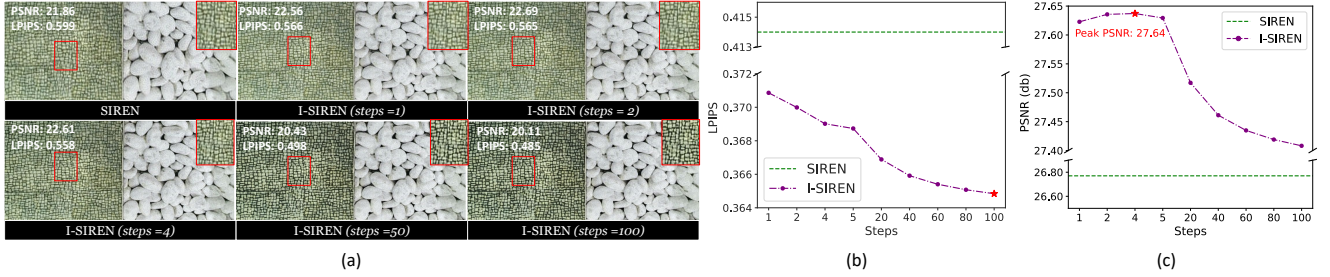 PSNR: 21.86
LPIPS: 0.599
SIREN
PSNR: 22.56
LPIPS: 0.566
I-SIREN (steps =1)
PSNR: 22.69
LPIPS: 0.565
I-SIREN (steps = 2)
PSNR: 22.61
LPIPS: 0.558
I-SIREN (steps =4)
PSNR: 20.43
LPIPS: 0.498
I-SIREN (steps =50)
PSNR: 20.11
LPIPS: 0.485
I-SIREN (steps =100)
(a)
0.415
0.413
0.372
0.370
0.368
0.366
0.364
LPIPS
SIREN
I-SIREN
1 2 4 5 20 40 60 80 100
Steps
(b)
27.65
27.60
27.55
27.50
27.45
27.40
26.80
26.60
PSNR (db)
Peak PSNR: 27.64
SIREN
I-SIREN
1 2 4 5 20 40 60 80 100
Steps
(c)